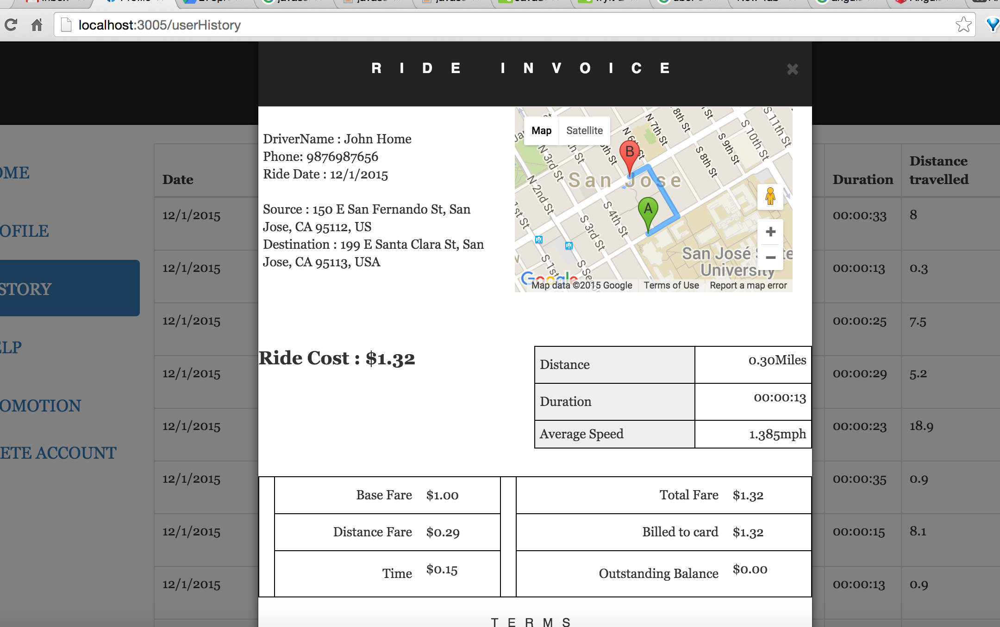 localhost:3005/userHistory
RIDE INVOICE
×
DriverName : John Home
Phone: 9876987656
Ride Date : 12/1/2015
Source : 150 E San Fernando St, San
Jose, CA 95112, US
Destination : 199 E Santa Clara St, San
Jose, CA 95113, USA
Map Satellite
N 3rd St
N 2nd St
N 7th St
8th St
S 11th St
S 10th St
S 9th St
S 8th St
S 4th St
S 3rd St
1st St
S 1st
B
A
San Jose
San José
University
Google
Map data ©2015 Google Terms of Use Report a map error
Ride Cost : $1.32
Distance 0.30Miles
Duration 00:00:13
Average Speed 1.385mph
Base Fare $1.00 Total Fare $1.32
Distance Fare $0.29 Billed to card $1.32
Time $0.15 Outstanding Balance $0.00
TERMS
OME
OFILE
STORY
ELP
OMOTION
ETE ACCOUNT
Date Duration Distance travelled
12/1/2015 00:00:33 8
12/1/2015 00:00:13 0.3
12/1/2015 00:00:25 7.5
12/1/2015 00:00:29 5.2
12/1/2015 00:00:23 18.9
12/1/2015 00:00:35 0.9
12/1/2015 00:00:15 8.1
12/1/2015 00:00:13 0.9